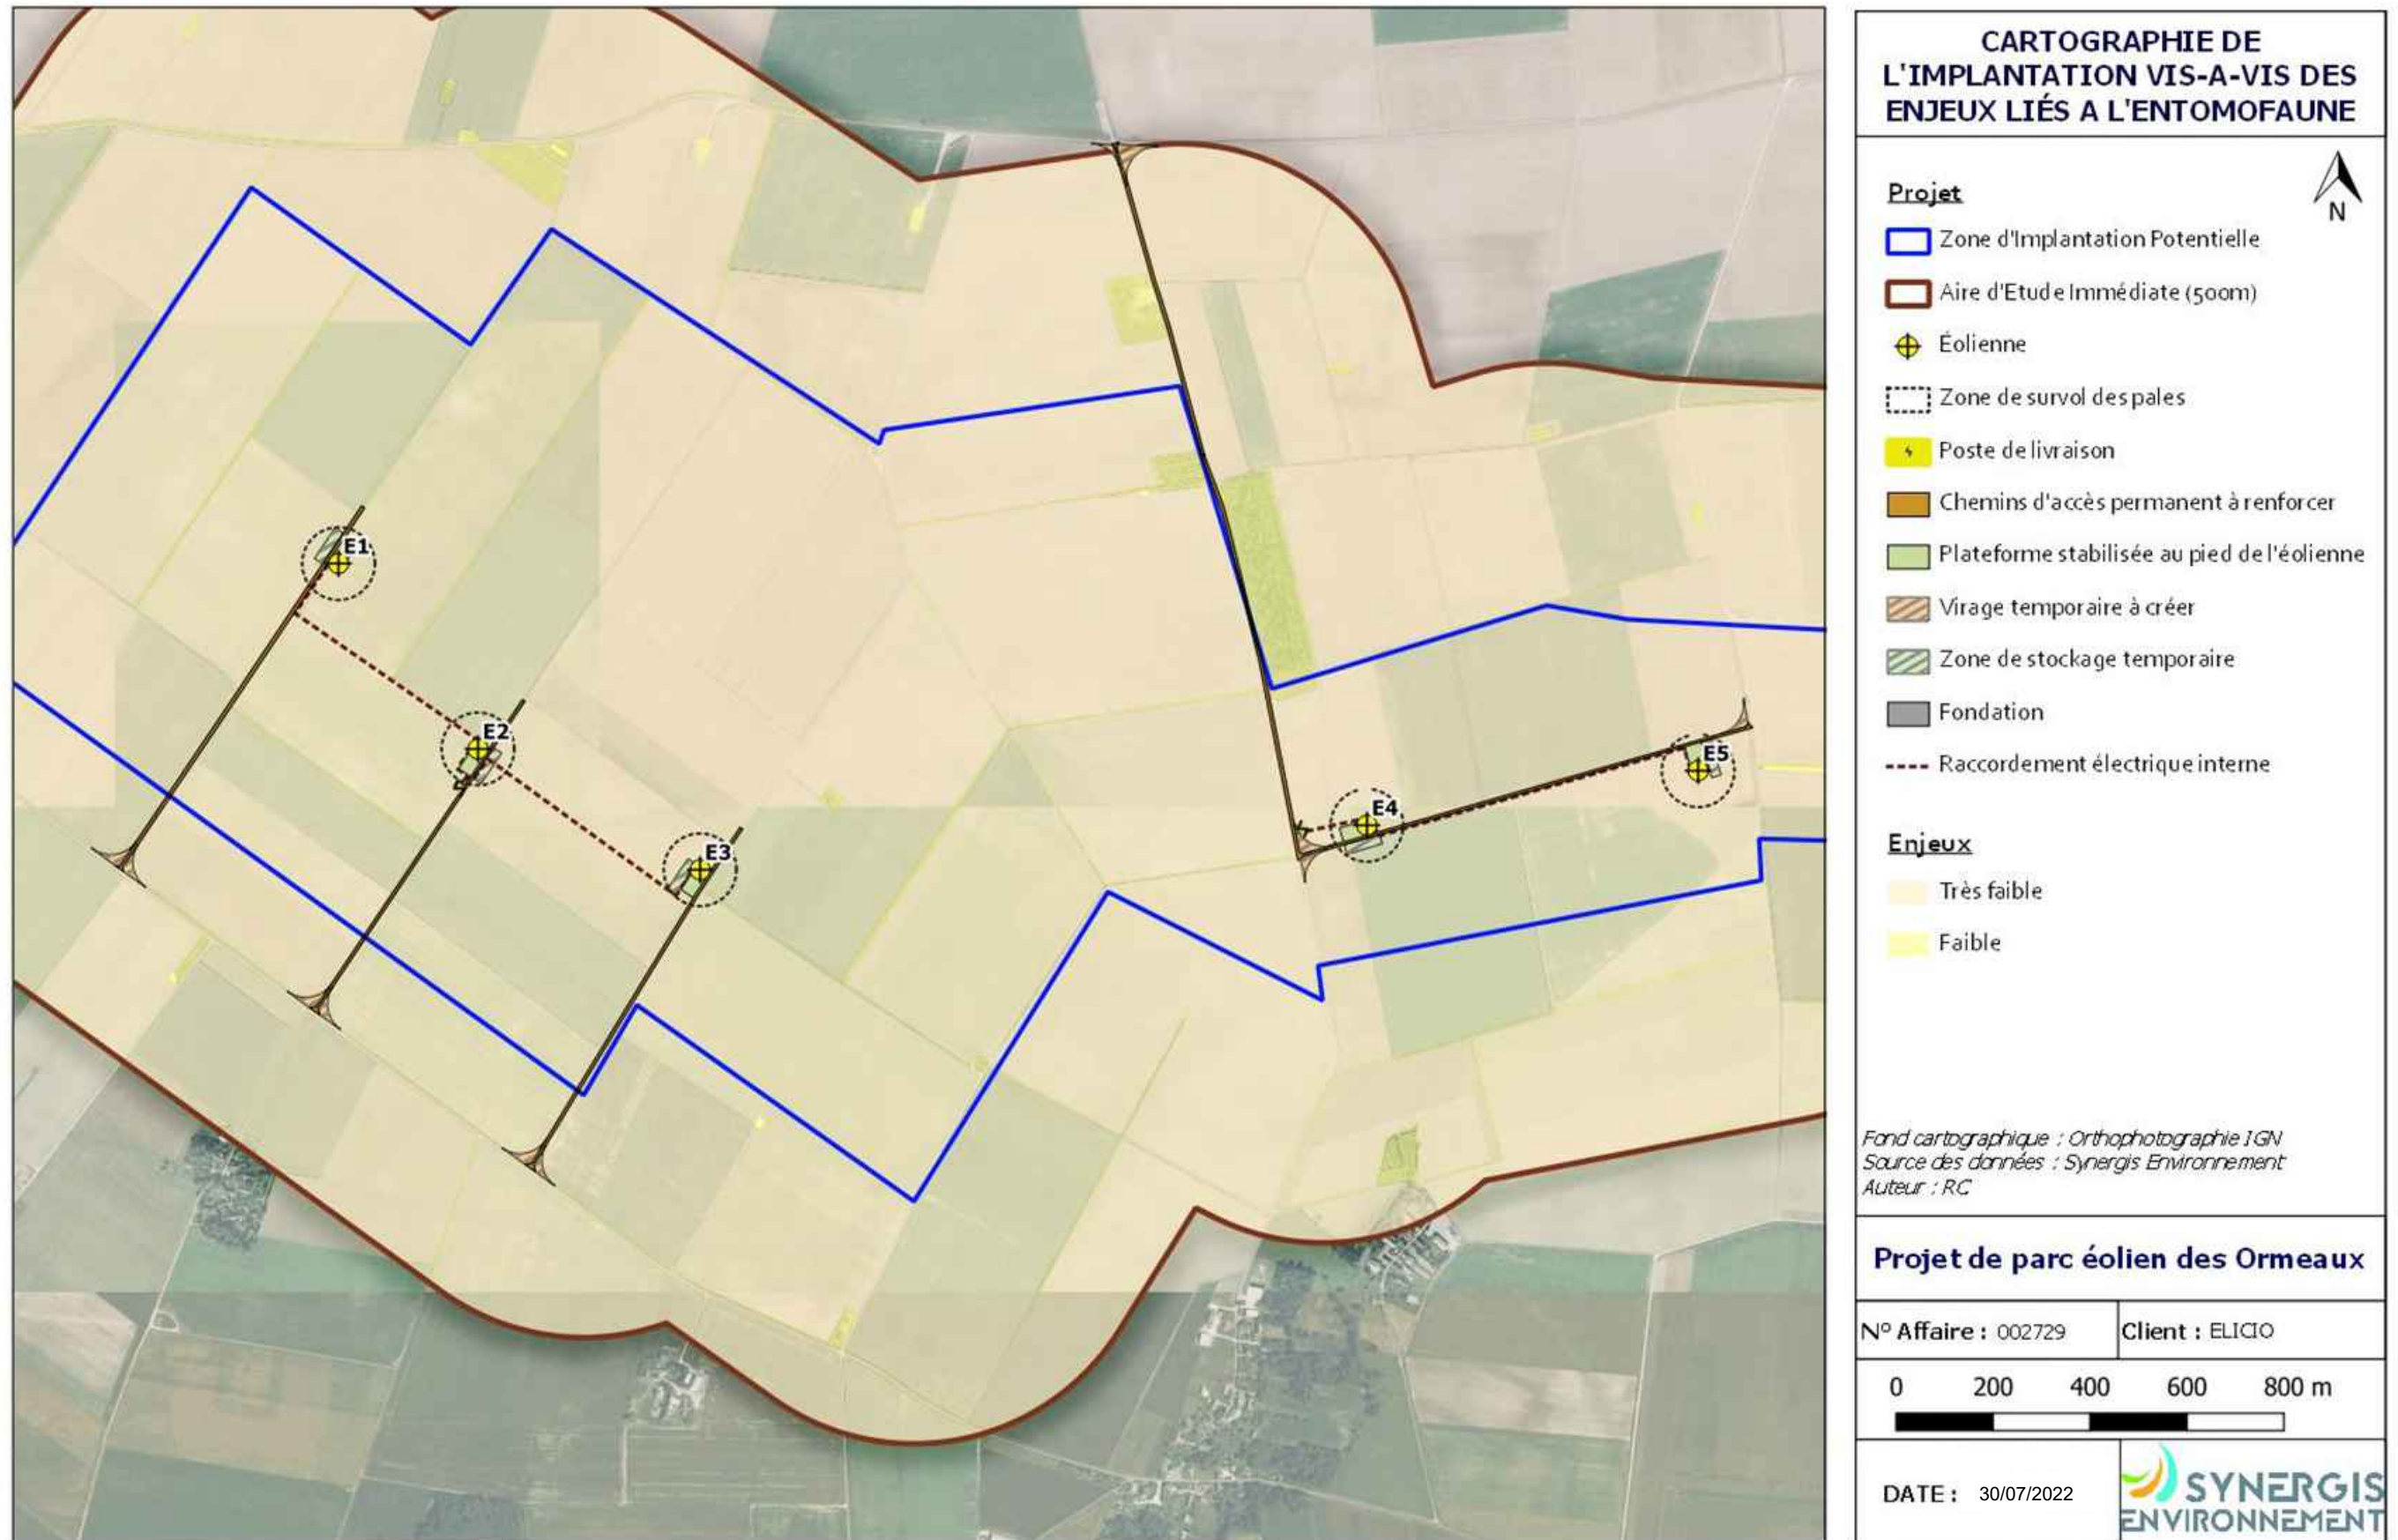 CARTOGRAPHIE DE
L'IMPLANTATION VIS-A-VIS DES
ENJEUX LIÉS A L'ENTOMOFAUNE
Projet
N
Zone d'Implantation Potentielle
Aire d'Etude Immédiate (500m)
Éolienne
Zone de survol des pales
Poste de livraison
Chemins d'accès permanent à renforcer
Plateforme stabilisée au pied de l'éolienne
Virage temporaire à créer
Zone de stockage temporaire
Fondation
Raccordement électrique interne
Enjeux
Très faible
Faible
E1
E2
E3
E4
E5
Fond cartographique : Orthophotographie IGN
Source des données : Synergis Environnement
Auteur : RC
Projet de parc éolien des Ormeaux
N° Affaire : 002729
Client : ELICIO
0 200 400 600 800 m
DATE : 30/07/2022
SYNERGIS
ENVIRONNEMENT